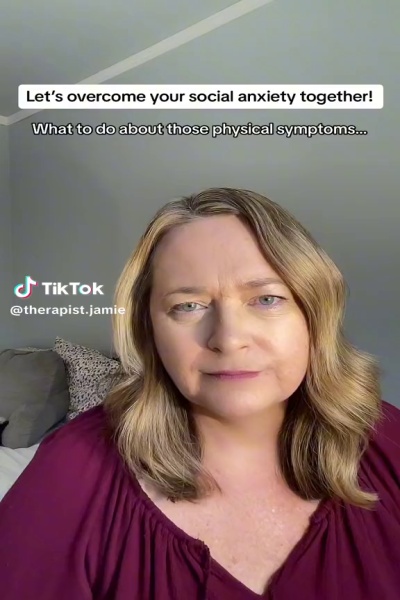 Let's overcome your social anxiety together!
What to do about those physical symptoms...
TikTok
@therapist.jamie